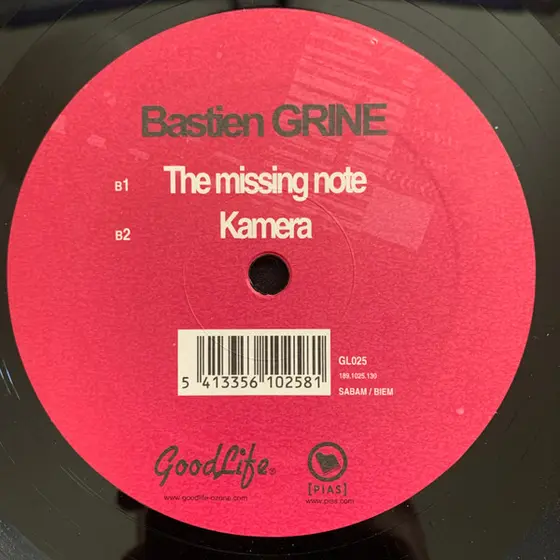 Bastien GRINE
B1 The missing note
B2 Kamera
5 413356 102581
GL025
189.1025.130
SABAM / BIEM
GoodLife®
[PIAS]
www.goodlife-ozone.com
www.pias.com